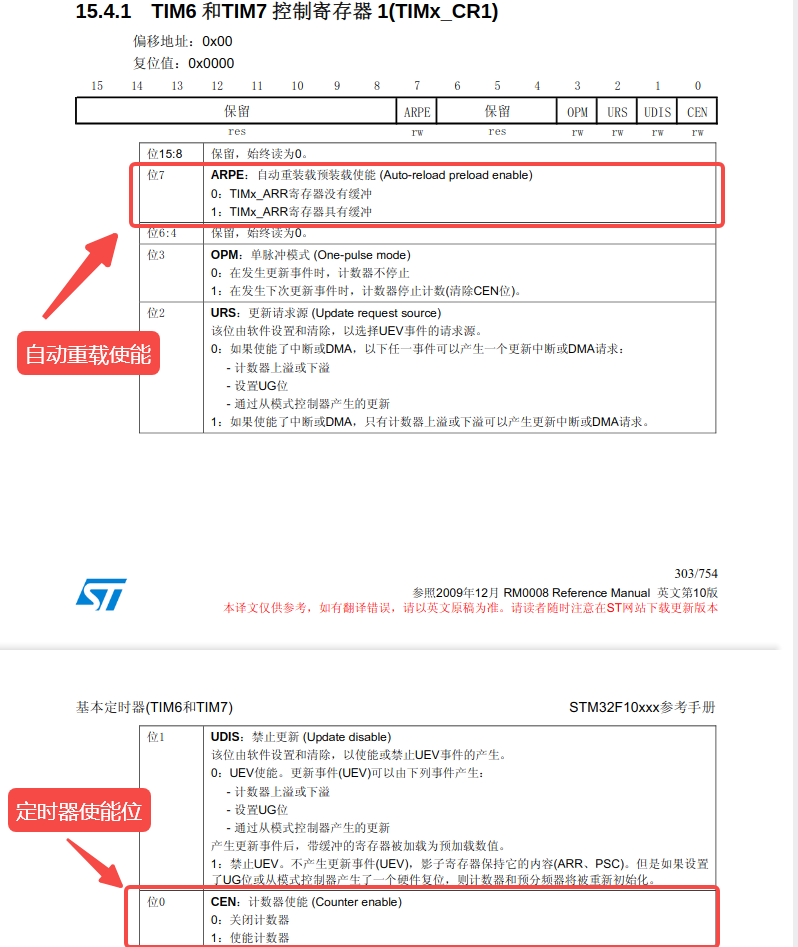 15.4.1 TIM6 和TIM7 控制寄存器 1(TIMx_CR1)
偏移地址：0x00
复位值：0x0000
15 14 13 12 11 10 9 8 7 6 5 4 3 2 1 0
保留 ARPE 保留 OPM URS UDIS CEN
res rw res rw rw rw rw
位15:8 保留，始终读为0。
位7 ARPE：自动重装载预装载使能 (Auto-reload preload enable)
0：TIMx_ARR寄存器没有缓冲
1：TIMx_ARR寄存器具有缓冲
位6:4 保留，始终读为0。
位3 OPM：单脉冲模式 (One-pulse mode)
0：在发生更新事件时，计数器不停止
1：在发生下次更新事件时，计数器停止计数(清除CEN位)。
位2 URS：更新请求源 (Update request source)
该位由软件设置和清除，以选择UEV事件的请求源。
0：如果使能了中断或DMA，以下任一事件可以产生一个更新中断或DMA请求：
- 计数器上溢或下溢
- 设置UG位
- 通过从模式控制器产生的更新
1：如果使能了中断或DMA，只有计数器上溢或下溢可以产生更新中断或DMA请求。
自动重载使能
303/754
ST
参照2009年12月 RM0008 Reference Manual 英文第10版
本译文仅供参考，如有翻译错误，请以英文原稿为准。请读者随时注意在ST网站下载更新版本
基本定时器(TIM6和TIM7) STM32F10xxx参考手册
位1 UDIS：禁止更新 (Update disable)
该位由软件设置和清除，以使能或禁止UEV事件的产生。
0：UEV使能。更新事件(UEV)可以由下列事件产生：
- 计数器上溢或下溢
- 设置UG位
- 通过从模式控制器产生的更新
产生更新事件后，带缓冲的寄存器被加载为预加载数值。
1：禁止UEV。不产生更新事件(UEV)，影子寄存器保持它的内容(ARR、PSC)。但是如果设置
了UG位或从模式控制器产生了一个硬件复位，则计数器和预分频器将被重新初始化。
定时器使能位
位0 CEN：计数器使能 (Counter enable)
0：关闭计数器
1：使能计数器